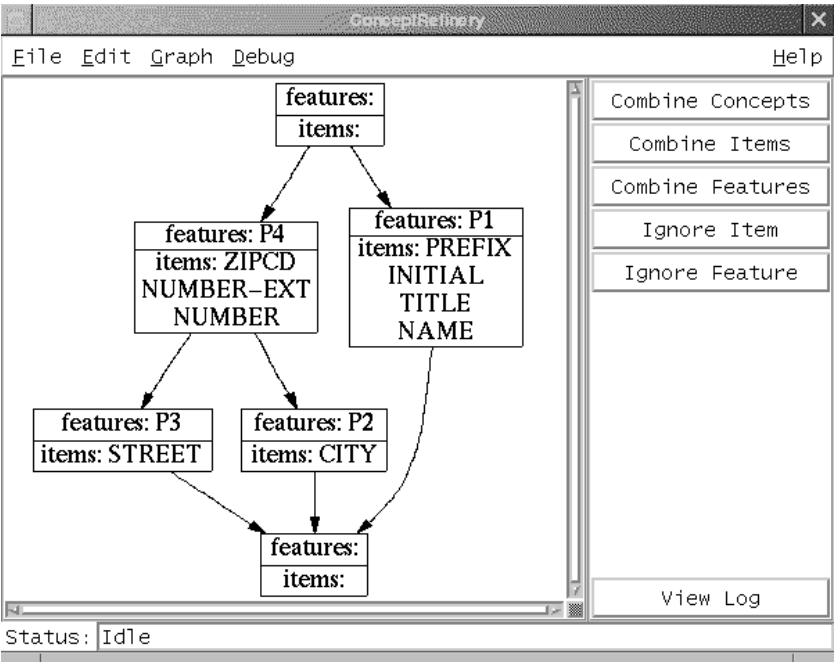 ConceptRefinery
File Edit Graph Debug Help
features:
items:
features: P4
items: ZIPCD
NUMBER-EXT
NUMBER
features: P1
items: PREFIX
INITIAL
TITLE
NAME
features: P3
items: STREET
features: P2
items: CITY
features:
items:
Combine Concepts
Combine Items
Combine Features
Ignore Item
Ignore Feature
View Log
Status: Idle